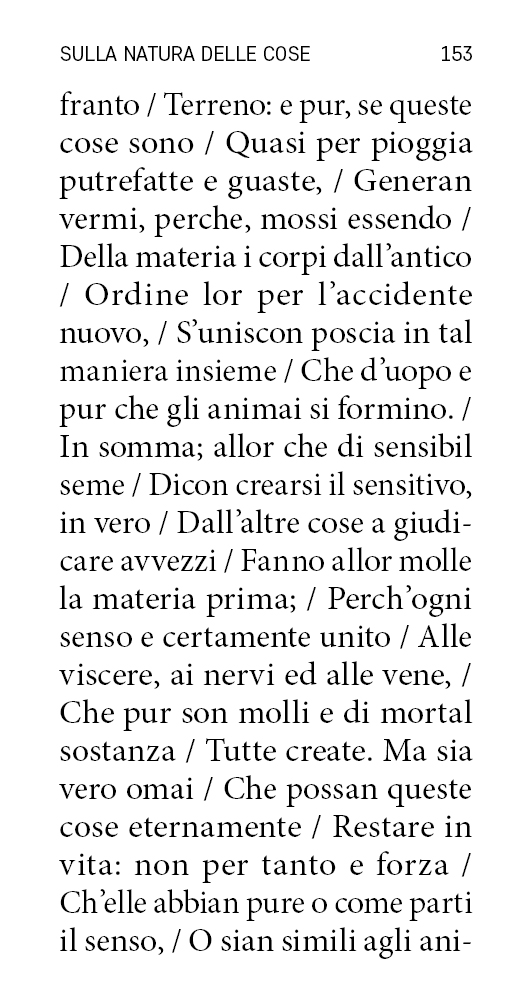 SULLA NATURA DELLE COSE 153
franto / Terreno: e pur, se queste
cose sono / Quasi per pioggia
putrefatte e guaste, / Generan
vermi, perche, mossi essendo /
Della materia i corpi dall’antico
/ Ordine lor per l’accidente
nuovo, / S’uniscon poscia in tal
maniera insieme / Che d’uopo e
pur che gli animai si formino. /
In somma; allor che di sensibil
seme / Dicon crearsi il sensitivo,
in vero / Dall’altre cose a giudi-
care avvezzi / Fanno allor molle
la materia prima; / Perch’ogni
senso e certamente unito / Alle
viscere, ai nervi ed alle vene, /
Che pur son molli e di mortal
sostanza / Tutte create. Ma sia
vero omai / Che possan queste
cose eternamente / Restare in
vita: non per tanto e forza /
Ch’elle abbian pure o come parti
il senso, / O sian simili agli ani-